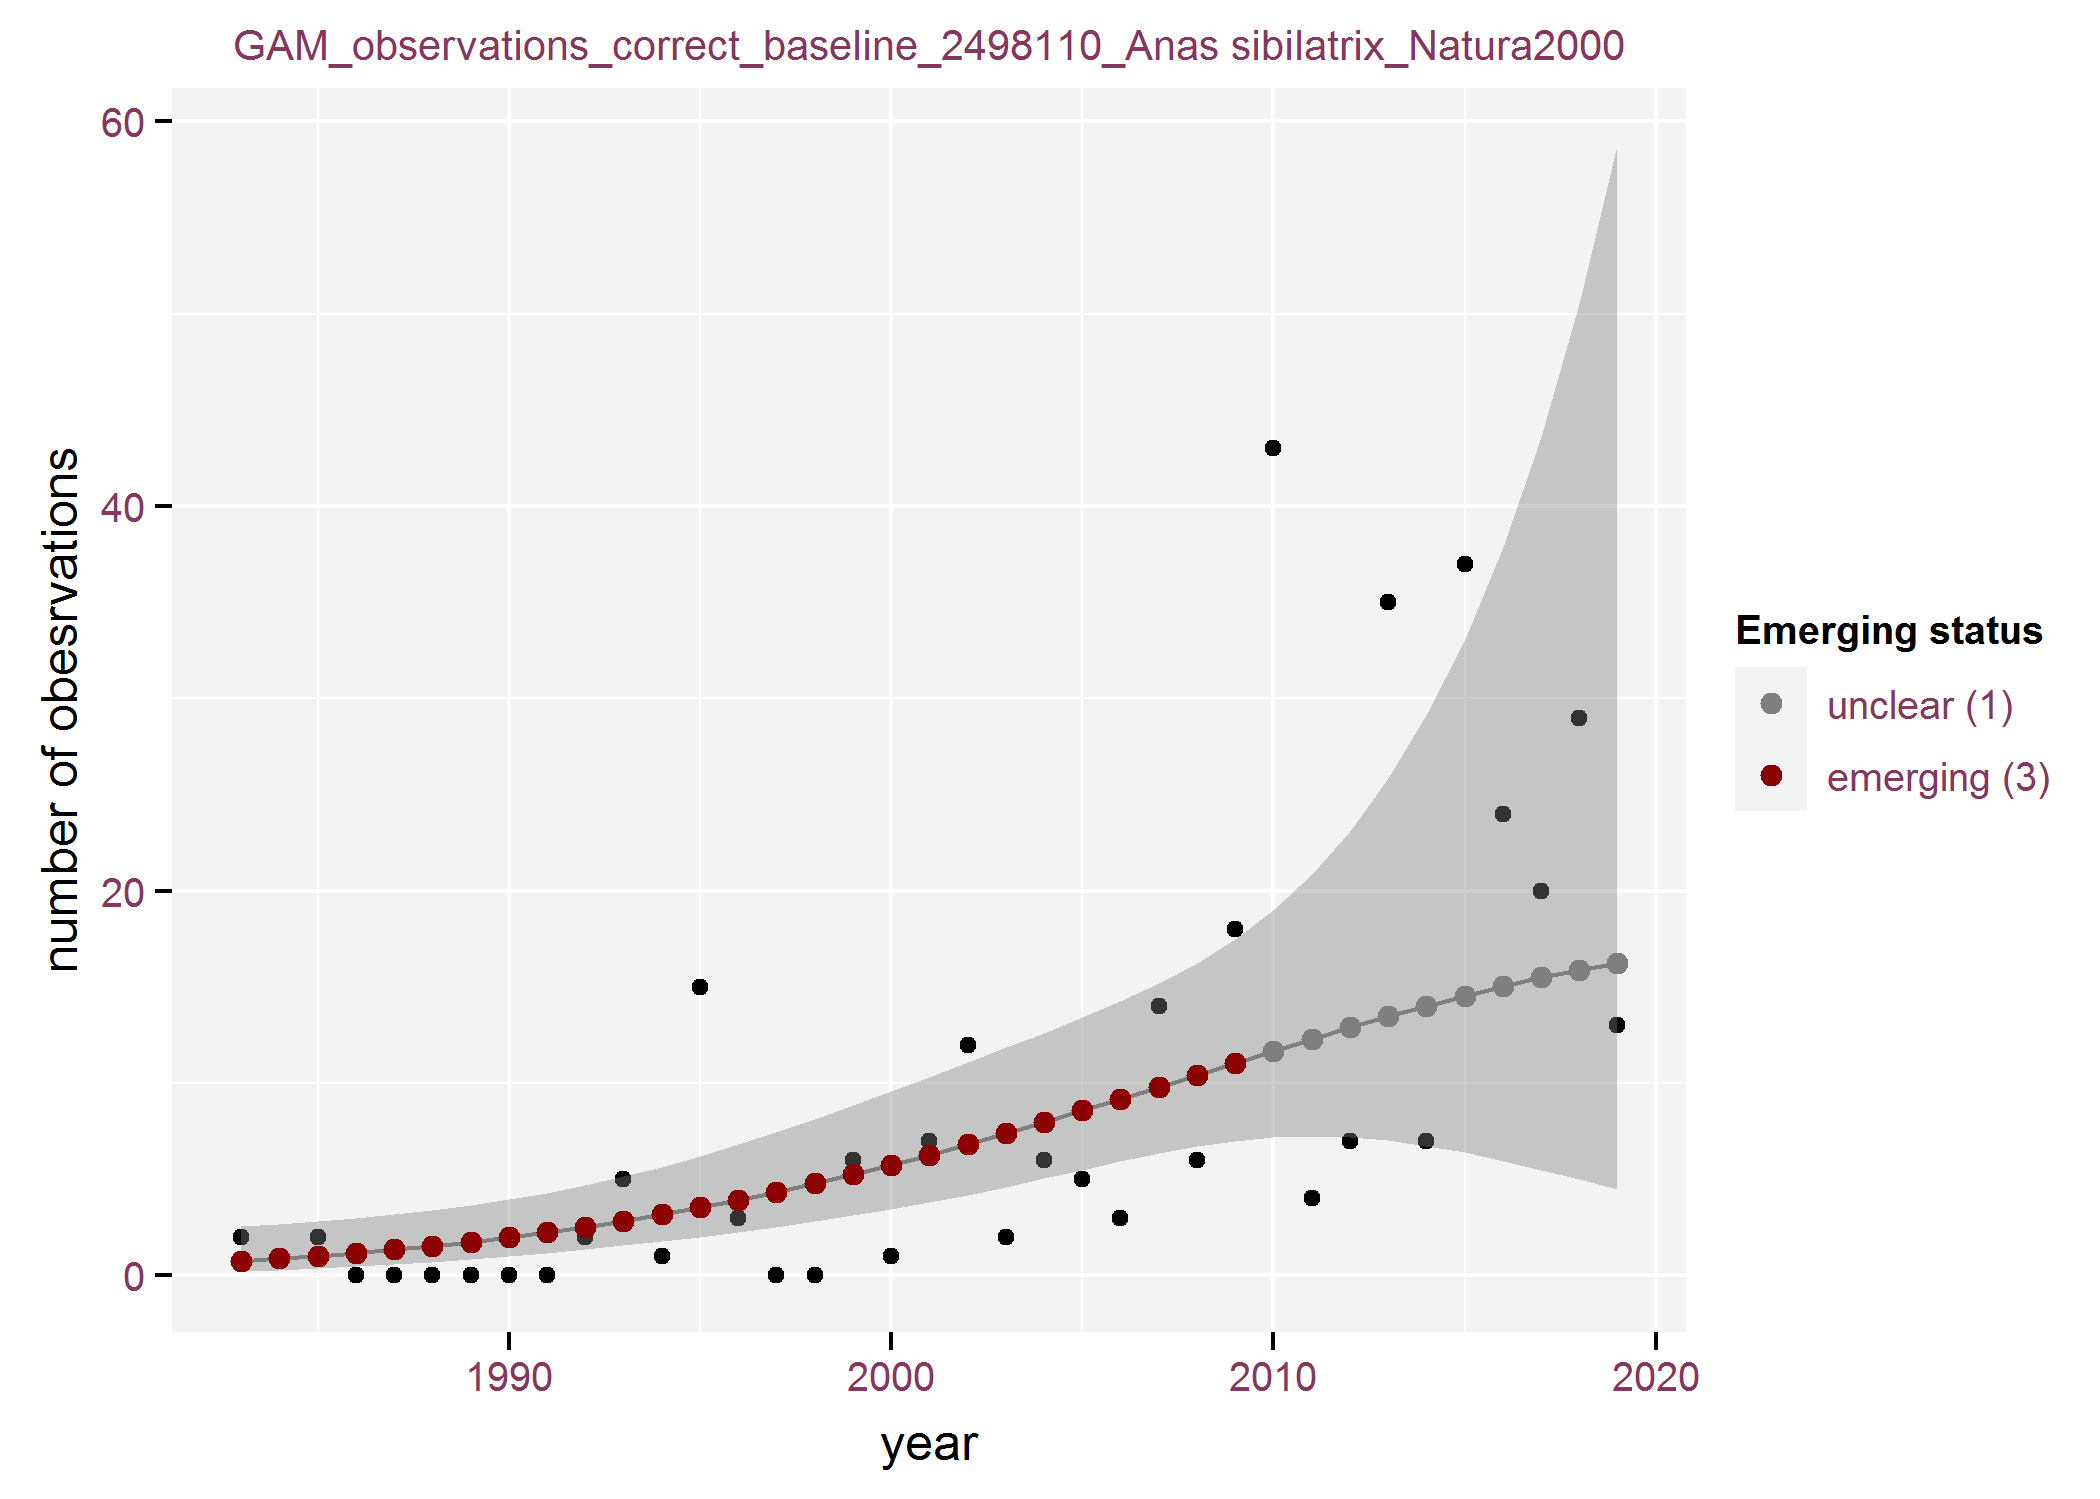 GAM_observations_correct_baseline_2498110_Anas sibilatrix_Natura2000
60
40
20
0
number of obesrvations
1990
2000
2010
2020
year
Emerging status
unclear (1)
emerging (3)